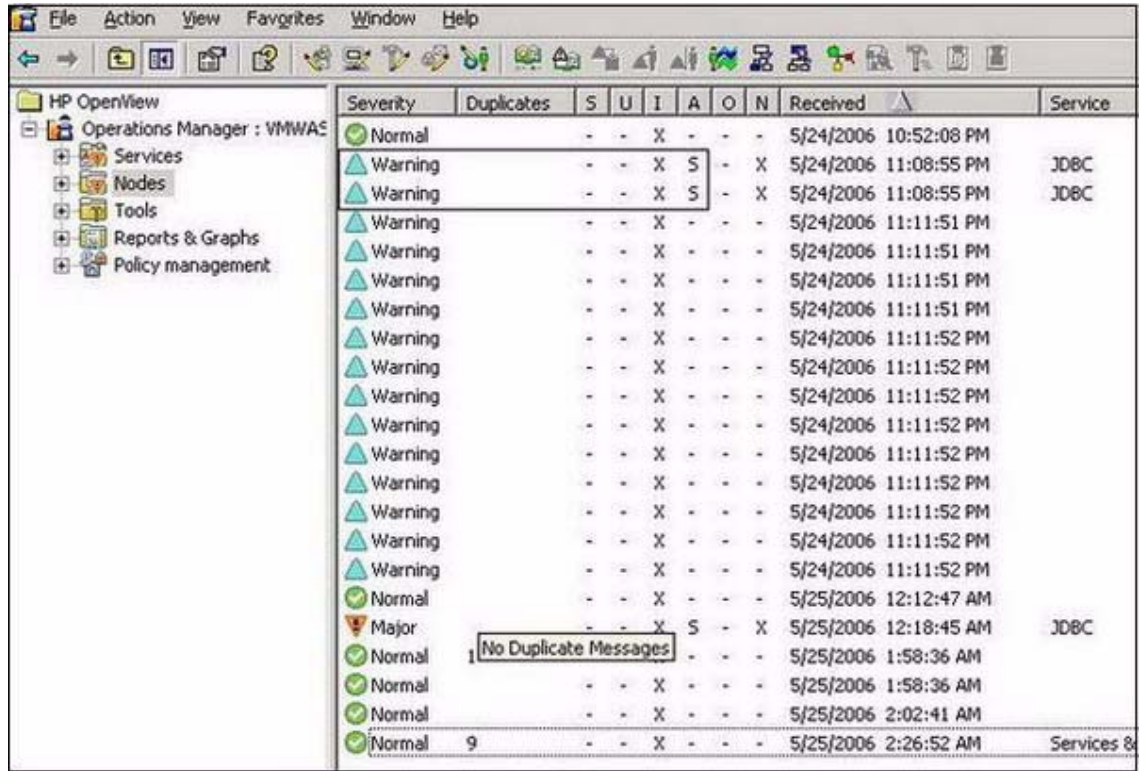 File Action View Favorites Window Help
HP OpenView
Operations Manager : VMWAS
Services
Nodes
Tools
Reports & Graphs
Policy management
Severity Duplicates S U I A O N Received Service
Normal - - X - - - 5/24/2006 10:52:08 PM
Warning - - X S - X 5/24/2006 11:08:55 PM JDBC
Warning - - X S - X 5/24/2006 11:08:55 PM JDBC
Warning - - X - - - 5/24/2006 11:11:51 PM
Warning - - X - - - 5/24/2006 11:11:51 PM
Warning - - X - - - 5/24/2006 11:11:51 PM
Warning - - X - - - 5/24/2006 11:11:51 PM
Warning - - X - - - 5/24/2006 11:11:52 PM
Warning - - X - - - 5/24/2006 11:11:52 PM
Warning - - X - - - 5/24/2006 11:11:52 PM
Warning - - X - - - 5/24/2006 11:11:52 PM
Warning - - X - - - 5/24/2006 11:11:52 PM
Warning - - X - - - 5/24/2006 11:11:52 PM
Warning - - X - - - 5/24/2006 11:11:52 PM
Warning - - X - - - 5/24/2006 11:11:52 PM
Warning - - X - - - 5/24/2006 11:11:52 PM
Normal - - X - - - 5/25/2006 12:12:47 AM
Major - - X S - X 5/25/2006 12:18:45 AM JDBC
No Duplicate Messages
Normal 1 - - - 5/25/2006 1:58:36 AM
Normal - - X - - - 5/25/2006 1:58:36 AM
Normal - - X - - - 5/25/2006 2:02:41 AM
Normal 9 - - X - - - 5/25/2006 2:26:52 AM Services &